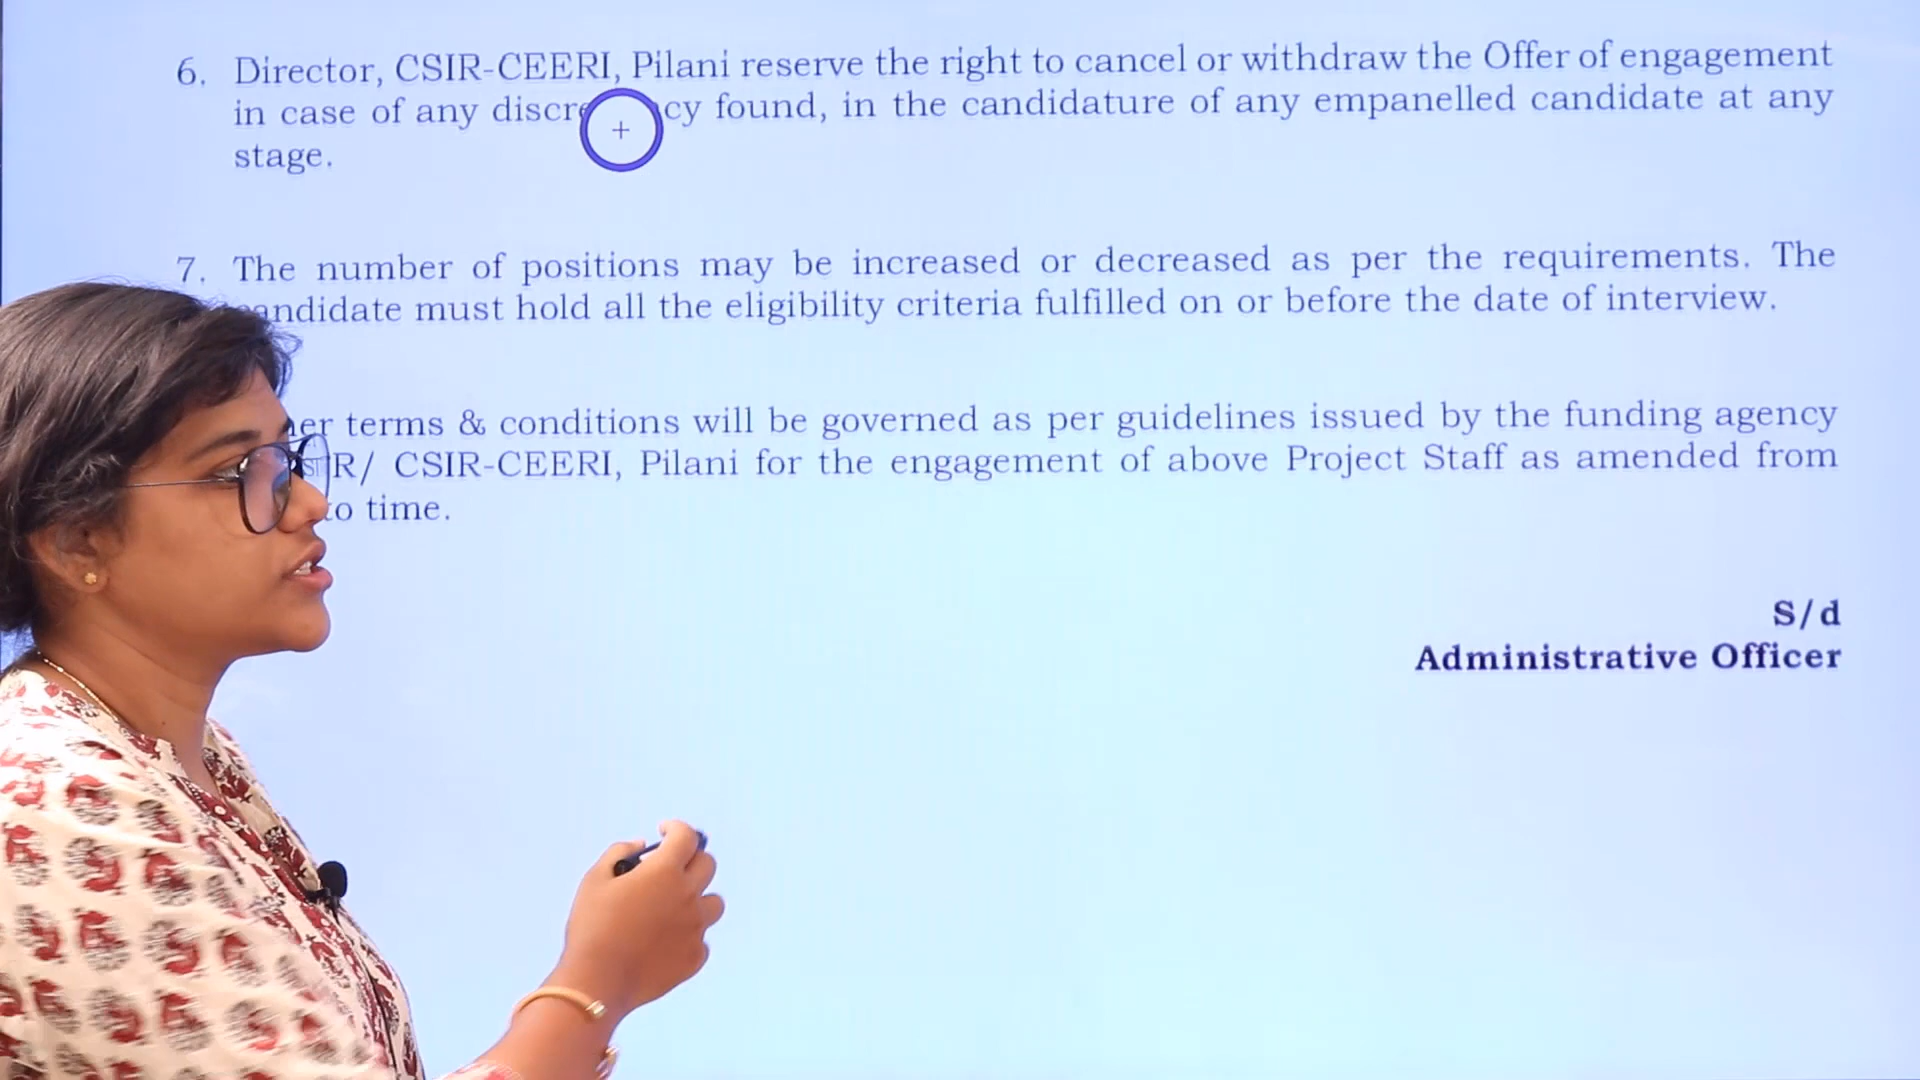 6. Director, CSIR-CEERI, Pilani reserve the right to cancel or withdraw the Offer of engagement
in case of any found, in the candidature of any empanelled candidate at any
stage.
7. The number of positions may be increased or decreased as per the requirements. The
must hold all the eligibility criteria fulfilled on or before the date of interview.
terms & conditions will be governed as per guidelines issued by the funding agency
CSIR-CEERI, Pilani for the engagement of above Project Staff as amended from
to time.
S/d
Administrative Officer